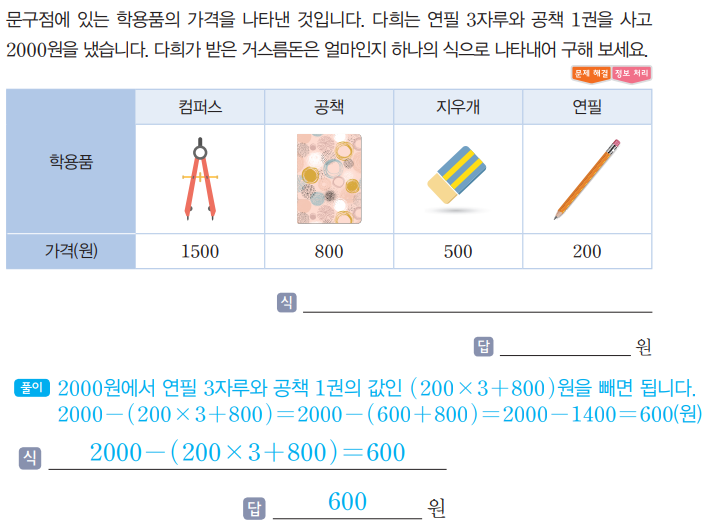 문구점에 있는 학용품의 가격을 나타낸 것입니다. 다희는 연필 3자루와 공책 1권을 사고
2000원을 냈습니다. 다희가 받은 거스름돈은 얼마인지 하나의 식으로 나타내어 구해 보세요.
문제 해결 정보 처리
학용품 컴퍼스 공책 지우개 연필
가격(원) 1500 800 500 200
식
답 원
풀이 2000원에서 연필 3자루와 공책 1권의 값인 (200×3+800)원을 빼면 됩니다.
2000-(200×3+800)=2000-(600+800)=2000-1400=600(원)
식 2000-(200×3+800)=600
답 600 원